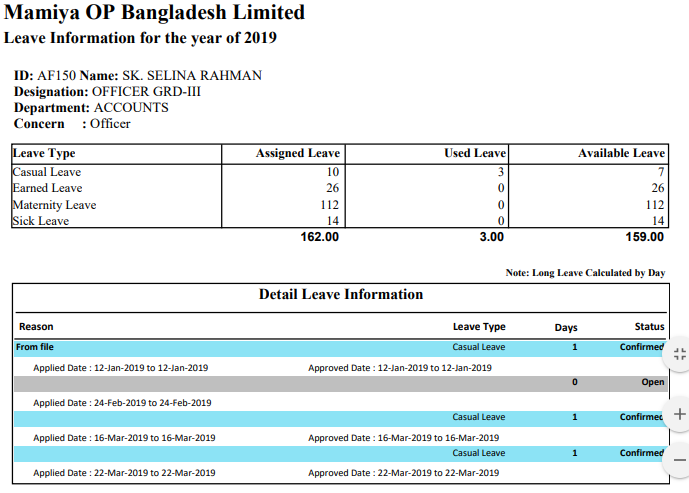 Mamiya OP Bangladesh Limited
Leave Information for the year of 2019
ID: AF150 Name: SK. SELINA RAHMAN
Designation: OFFICER GRD-III
Department: ACCOUNTS
Concern : Officer
Leave Type Assigned Leave Used Leave Available Leave
Casual Leave 10 3 7
Earned Leave 26 0 26
Maternity Leave 112 0 112
Sick Leave 14 0 14
162.00 3.00 159.00
Note: Long Leave Calculated by Day
Detail Leave Information
Reason Leave Type Days Status
From file Casual Leave 1 Confirmed
Applied Date : 12-Jan-2019 to 12-Jan-2019 Approved Date : 12-Jan-2019 to 12-Jan-2019
0 Open
Applied Date : 24-Feb-2019 to 24-Feb-2019
Casual Leave 1 Confirmed
Applied Date : 16-Mar-2019 to 16-Mar-2019 Approved Date : 16-Mar-2019 to 16-Mar-2019
Casual Leave 1 Confirmed
Applied Date : 22-Mar-2019 to 22-Mar-2019 Approved Date : 22-Mar-2019 to 22-Mar-2019